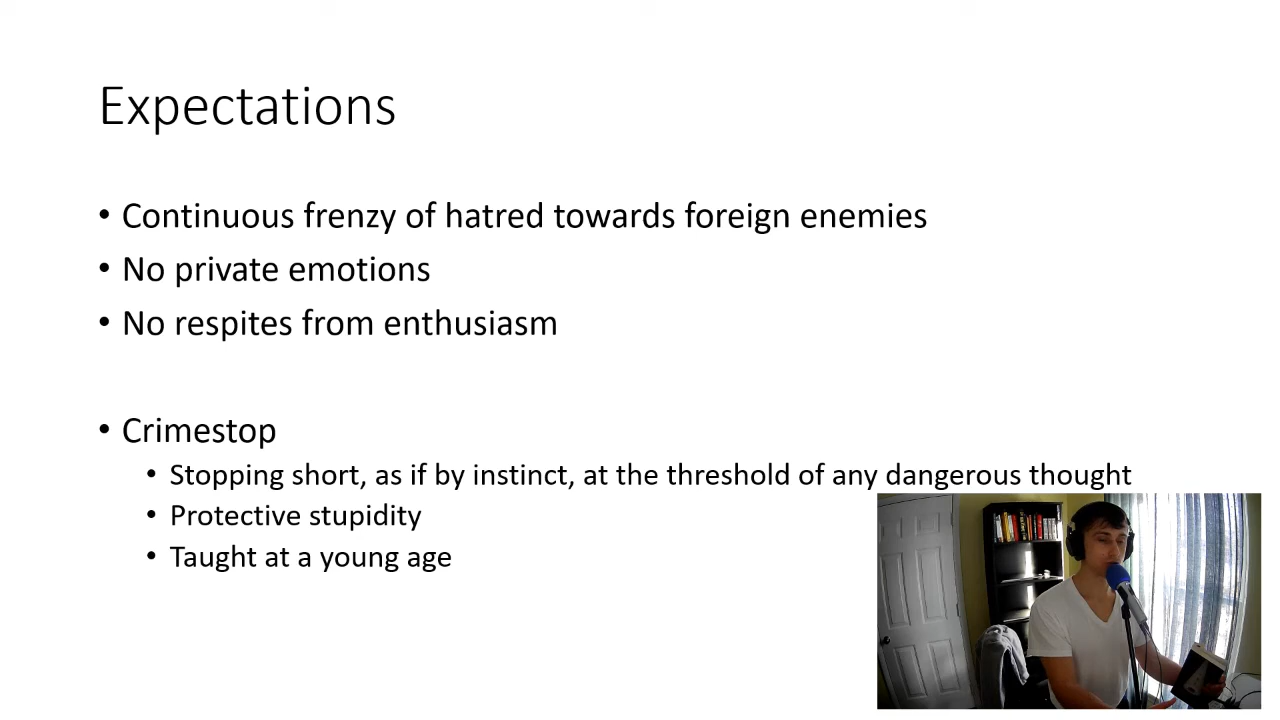 Expectations
• Continuous frenzy of hatred towards foreign enemies
• No private emotions
• No respites from enthusiasm
• Crimestop
• Stopping short, as if by instinct, at the threshold of any dangerous thought
• Protective stupidity
• Taught at a young age